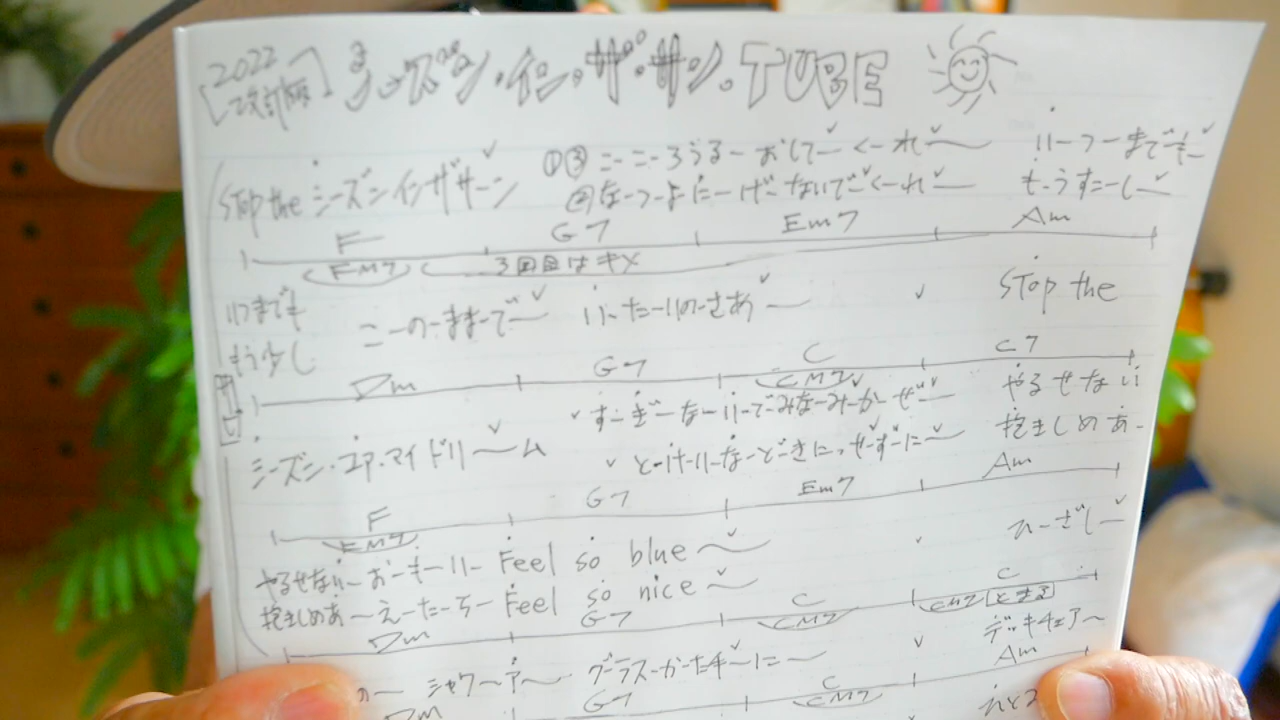 2022 改訂版 シーズン・イン・ザ・サン・TUBE
Stop the シーズンインザサーン ①③ こーころうるーおしてーくーれ〜 いーつーまでもー
②なーつーよにーげーないでーくーれー もーうすこーしー
F G7 Em7 Am
(FM7) 3回目はキメ
いつまでも こーのーままーでー いーたーいのーさあ〜 Stop the
もう少し
Dm G7 C C7
(CM7)
シーズン・ユア・マイドリーム すーぎーなーいーでーみなーみーかぜー やるせない
とーけーいーなーどーきにーせーずーにー 抱きしめあー
F G7 Em7 Am
(FM7)
やるせないーおーもーいー Feel so blue〜 ひーざしー
抱きしめあーえーたーらー Feel so nice〜
Dm G7 C C
(CM7) CM7
のー シャワーアー グーラスーかーた手ーにー デッキチェアー
Dm G7 C Am
(CM7)